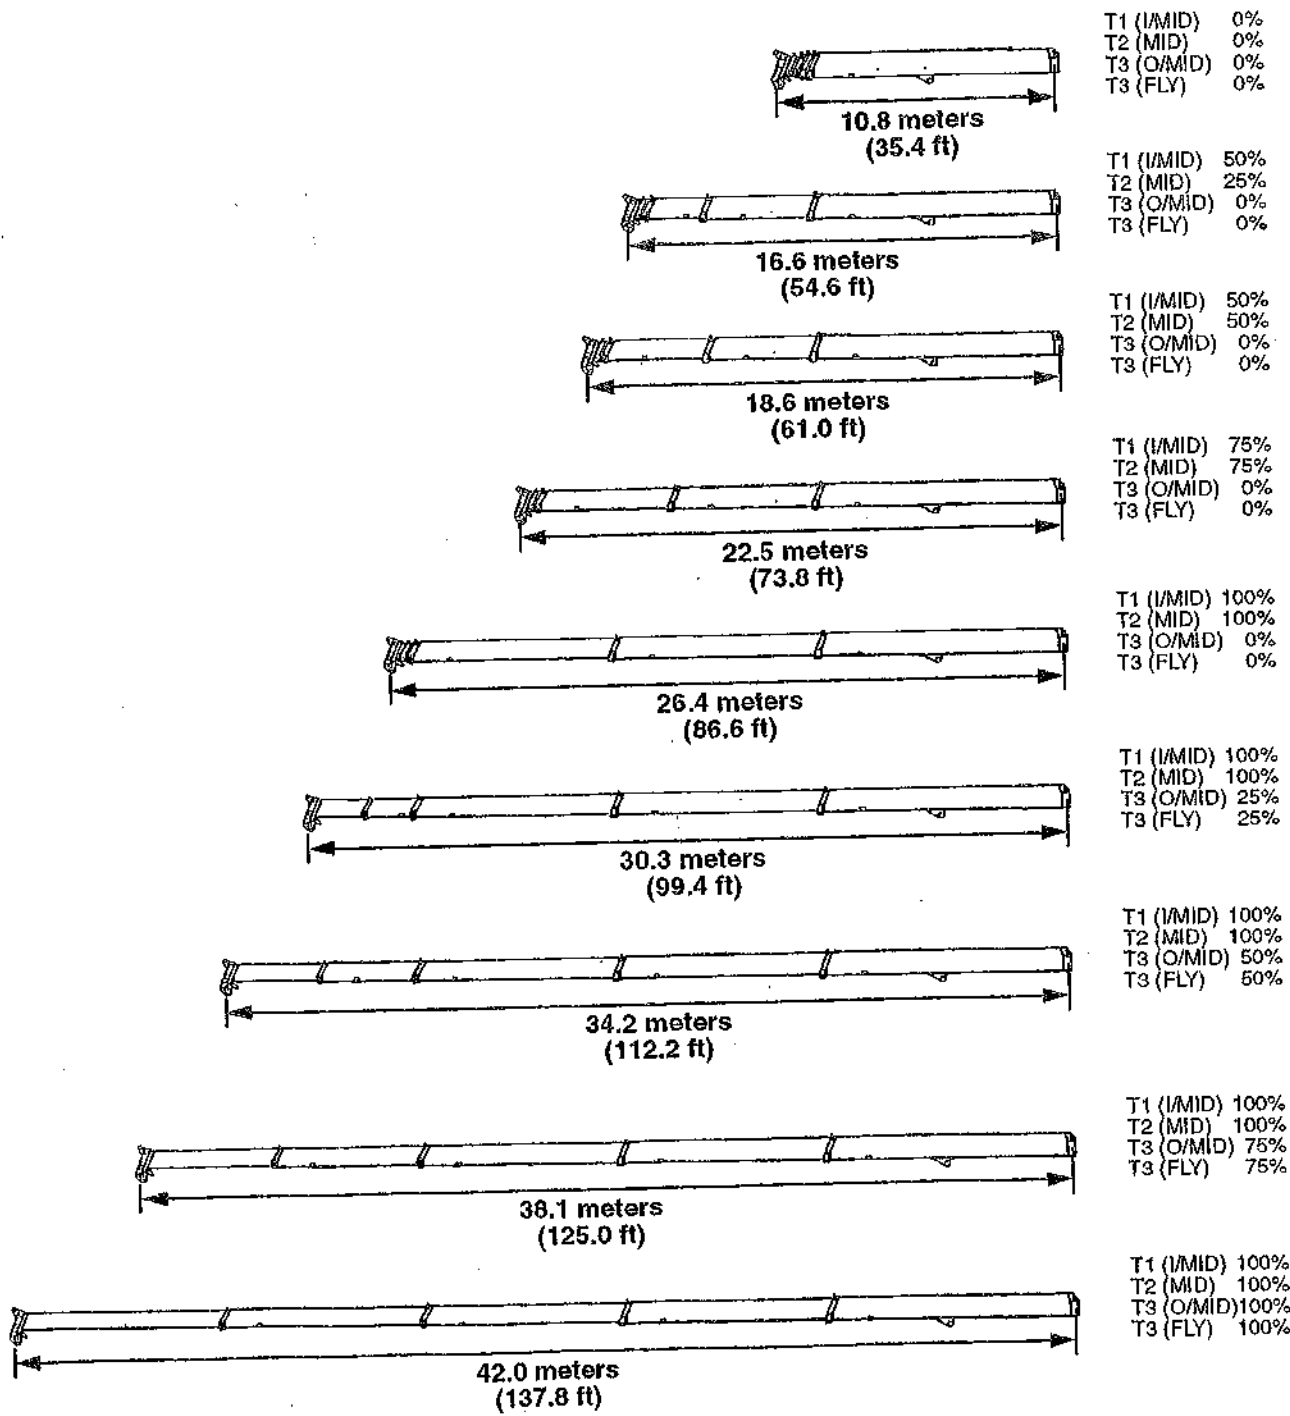 T1 (I/MID) 0%
T2 (MID) 0%
T3 (O/MID) 0%
T3 (FLY) 0%
10.8 meters
(35.4 ft)
T1 (I/MID) 50%
T2 (MID) 25%
T3 (O/MID) 0%
T3 (FLY) 0%
16.6 meters
(54.6 ft)
T1 (I/MID) 50%
T2 (MID) 50%
T3 (O/MID) 0%
T3 (FLY) 0%
18.6 meters
(61.0 ft)
T1 (I/MID) 75%
T2 (MID) 75%
T3 (O/MID) 0%
T3 (FLY) 0%
22.5 meters
(73.8 ft)
T1 (I/MID) 100%
T2 (MID) 100%
T3 (O/MID) 0%
T3 (FLY) 0%
26.4 meters
(86.6 ft)
T1 (I/MID) 100%
T2 (MID) 100%
T3 (O/MID) 25%
T3 (FLY) 25%
30.3 meters
(99.4 ft)
T1 (I/MID) 100%
T2 (MID) 100%
T3 (O/MID) 50%
T3 (FLY) 50%
34.2 meters
(112.2 ft)
T1 (I/MID) 100%
T2 (MID) 100%
T3 (O/MID) 75%
T3 (FLY) 75%
38.1 meters
(125.0 ft)
T1 (I/MID) 100%
T2 (MID) 100%
T3 (O/MID) 100%
T3 (FLY) 100%
42.0 meters
(137.8 ft)